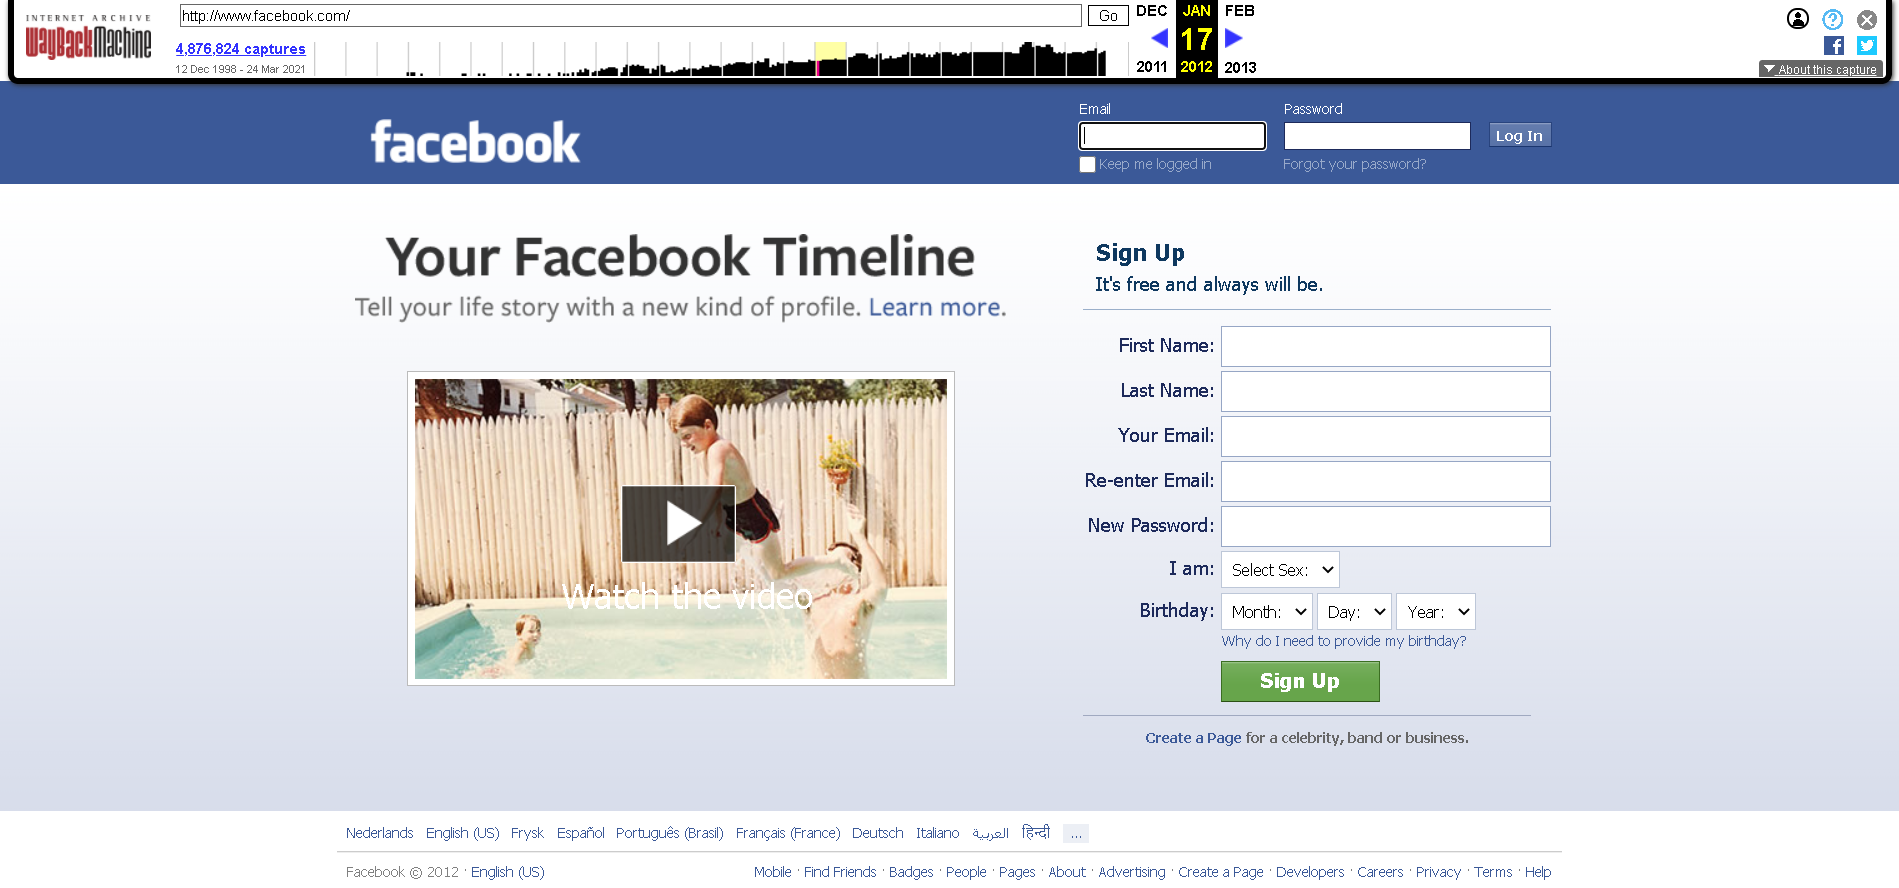 INTERNET ARCHIVE
WayBackMachine
http://www.facebook.com/
Go
DEC JAN FEB
17
2011 2012 2013
4,876,824 captures
12 Dec 1998 - 24 Mar 2021
About this capture
facebook
Email
Password
Log In
Keep me logged in
Forgot your password?
Your Facebook Timeline
Tell your life story with a new kind of profile. Learn more.
Watch the video
Sign Up
It's free and always will be.
First Name:
Last Name:
Your Email:
Re-enter Email:
New Password:
I am: Select Sex:
Birthday: Month: Day: Year:
Why do I need to provide my birthday?
Sign Up
Create a Page for a celebrity, band or business.
Nederlands English (US) Frysk Español Português (Brasil) Français (France) Deutsch Italiano العربية हिन्दी ...
Facebook © 2012 · English (US)
Mobile · Find Friends · Badges · People · Pages · About · Advertising · Create a Page · Developers · Careers · Privacy · Terms · Help